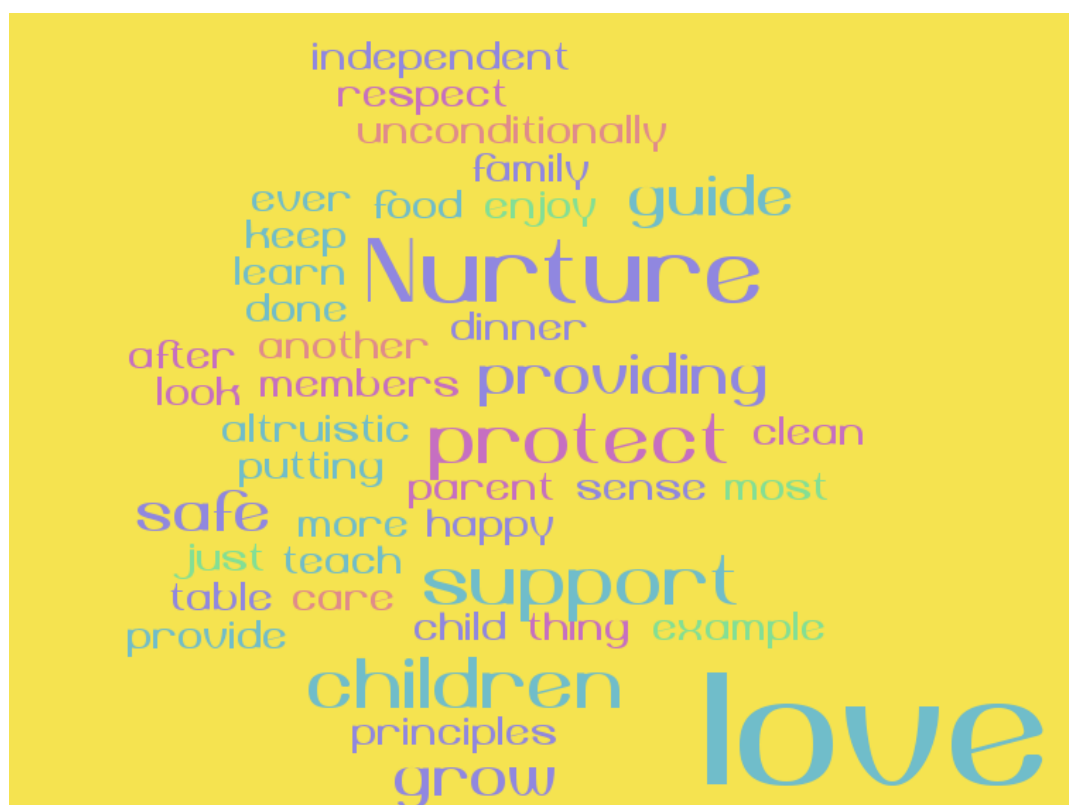 independent
respect
unconditionally
family
ever food enjoy guide
keep
learn Nurture
done
dinner
after another
look members providing
altruistic protect clean
putting
parent sense most
safe more happy
just teach
table care support
provide child thing example
children
principles love
grow